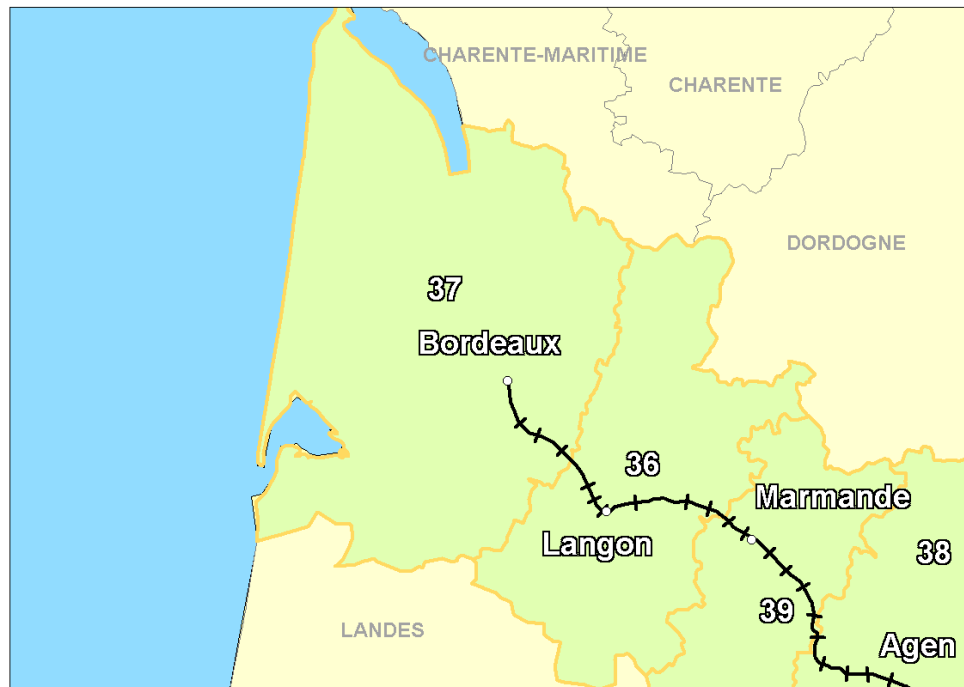 CHARENTE-MARITIME
CHARENTE
DORDOGNE
37
Bordeaux
36
Marmande
Langon
38
39
LANDES
Agen